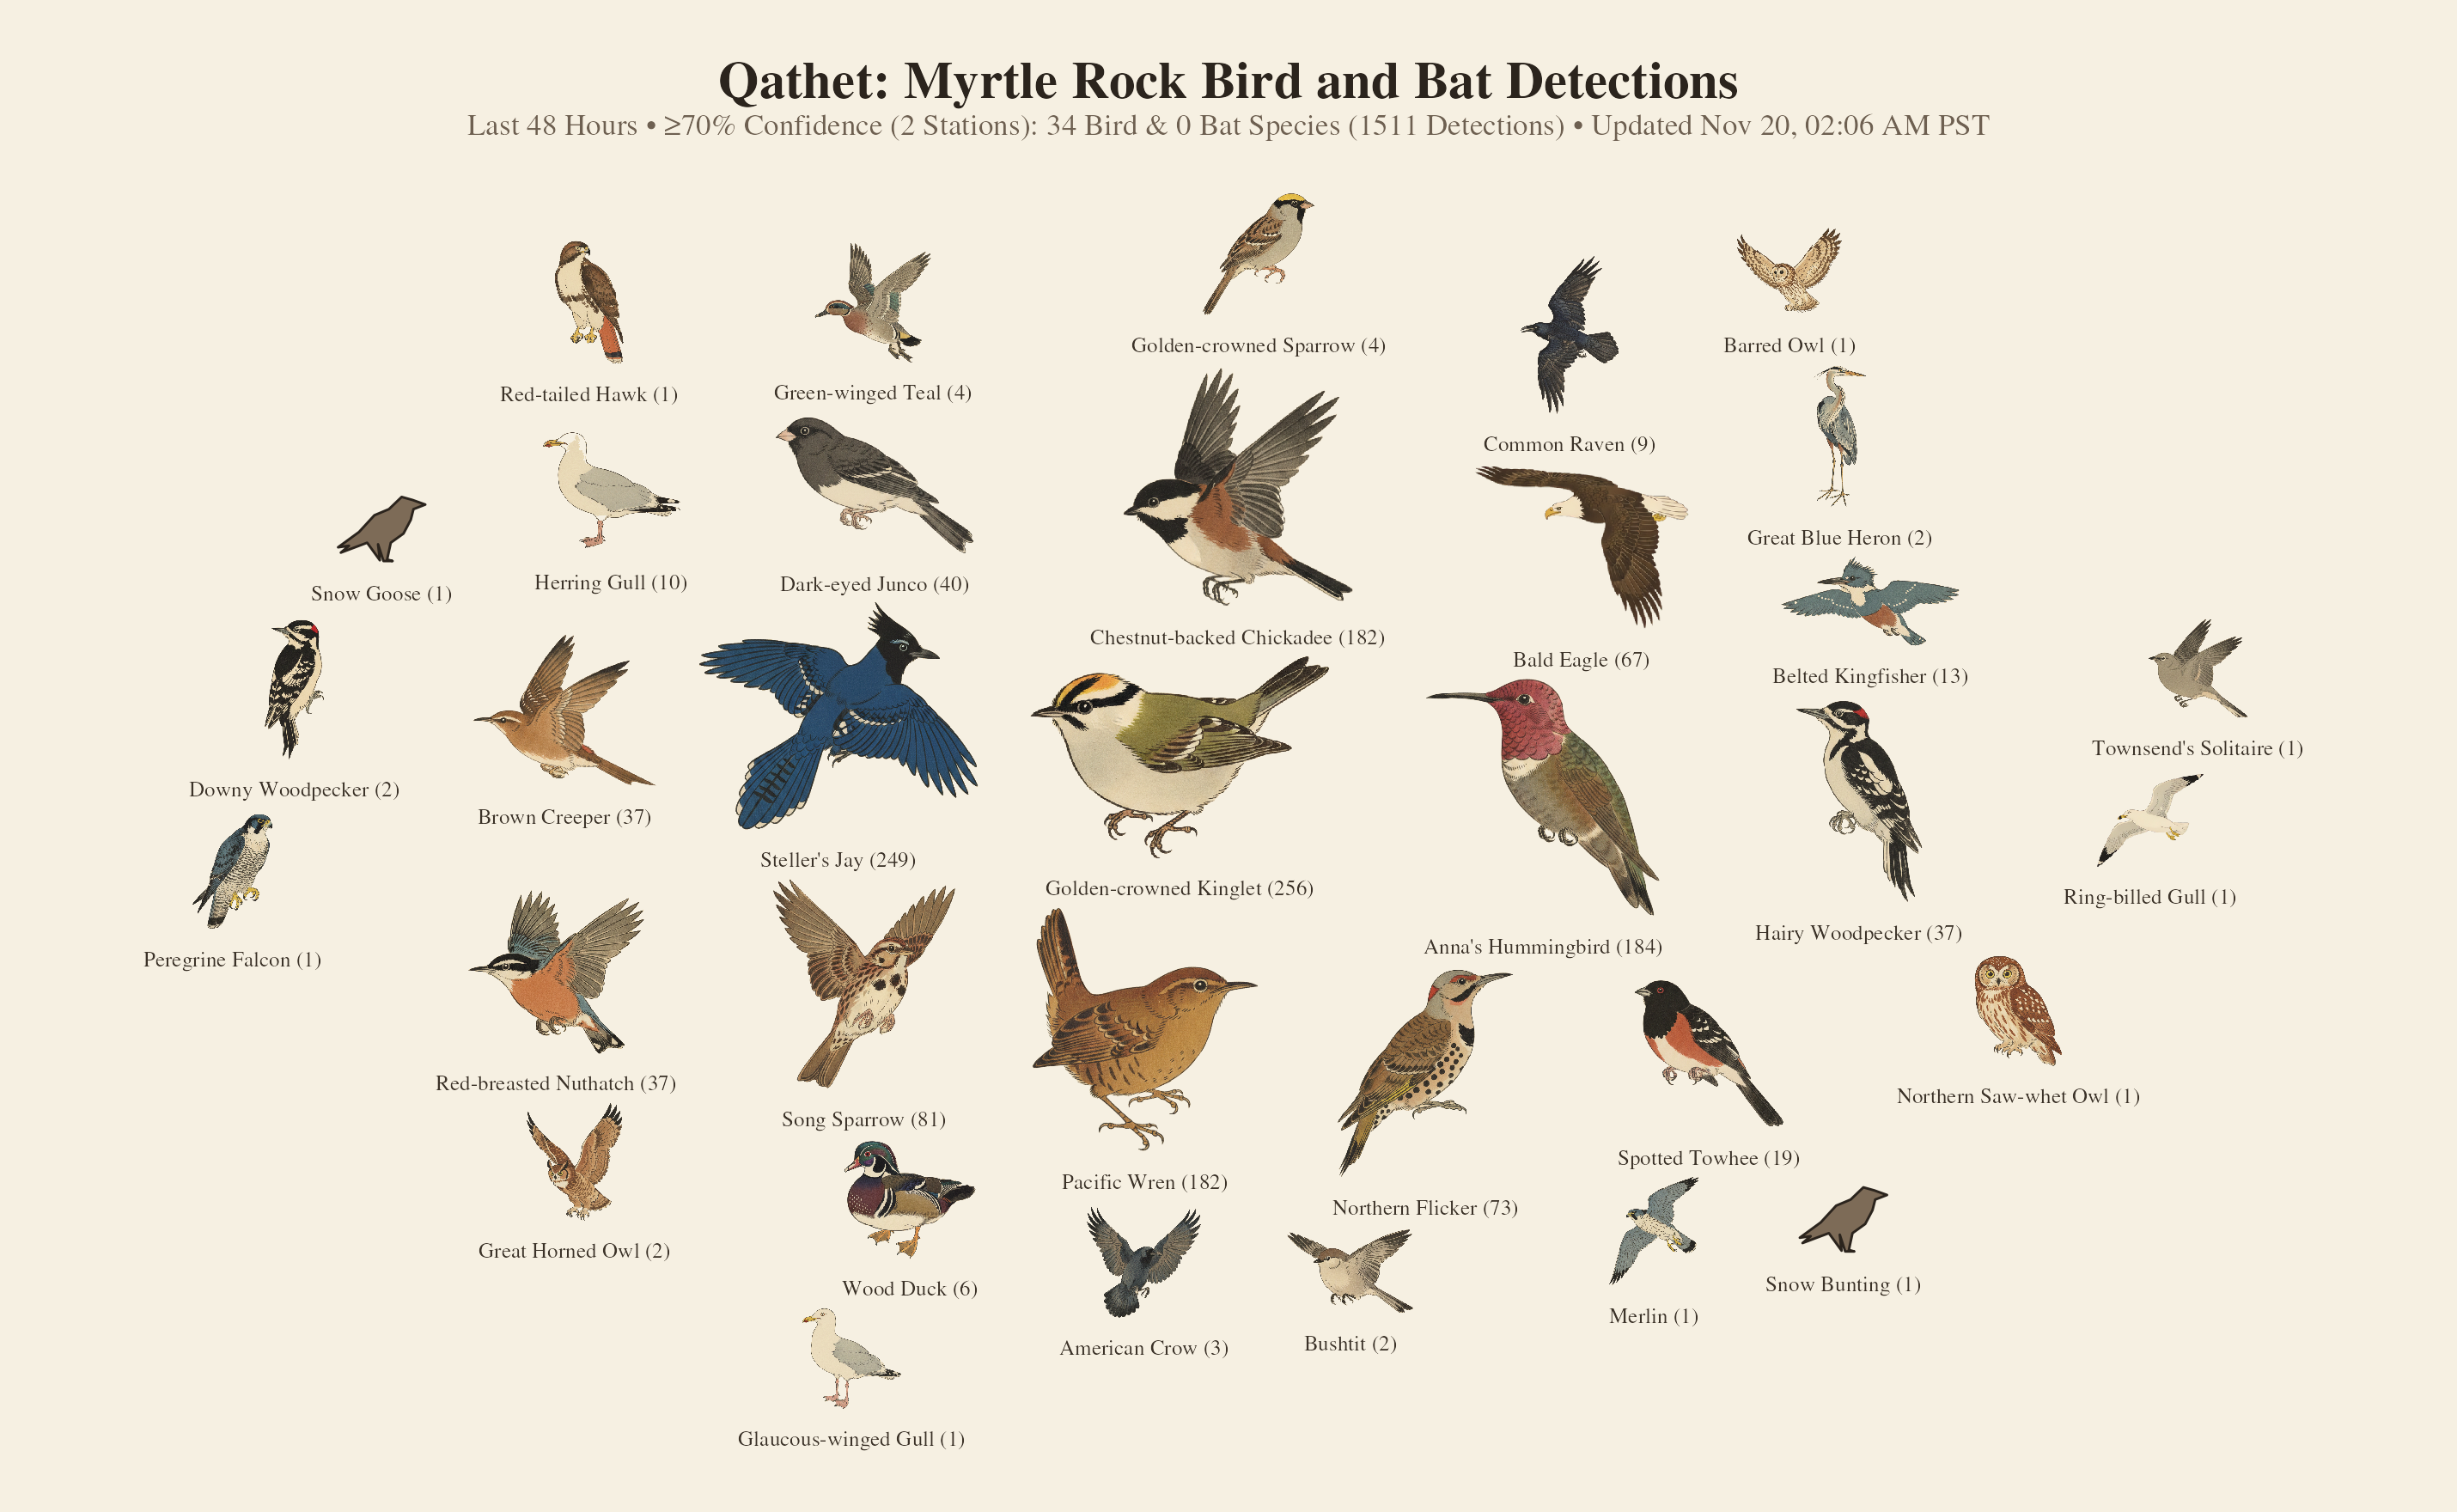 Qathet: Myrtle Rock Bird and Bat Detections
Last 48 Hours • ≥70% Confidence (2 Stations): 34 Bird & 0 Bat Species (1511 Detections) • Updated Nov 20, 02:06 AM PST
Golden-crowned Sparrow (4)
Barred Owl (1)
Red-tailed Hawk (1)
Green-winged Teal (4)
Common Raven (9)
Great Blue Heron (2)
Snow Goose (1)
Herring Gull (10)
Dark-eyed Junco (40)
Chestnut-backed Chickadee (182)
Bald Eagle (67)
Belted Kingfisher (13)
Townsend's Solitaire (1)
Downy Woodpecker (2)
Brown Creeper (37)
Steller's Jay (249)
Golden-crowned Kinglet (256)
Ring-billed Gull (1)
Hairy Woodpecker (37)
Anna's Hummingbird (184)
Peregrine Falcon (1)
Red-breasted Nuthatch (37)
Northern Saw-whet Owl (1)
Song Sparrow (81)
Spotted Towhee (19)
Pacific Wren (182)
Northern Flicker (73)
Great Horned Owl (2)
Wood Duck (6)
Snow Bunting (1)
Merlin (1)
American Crow (3)
Bushtit (2)
Glaucous-winged Gull (1)